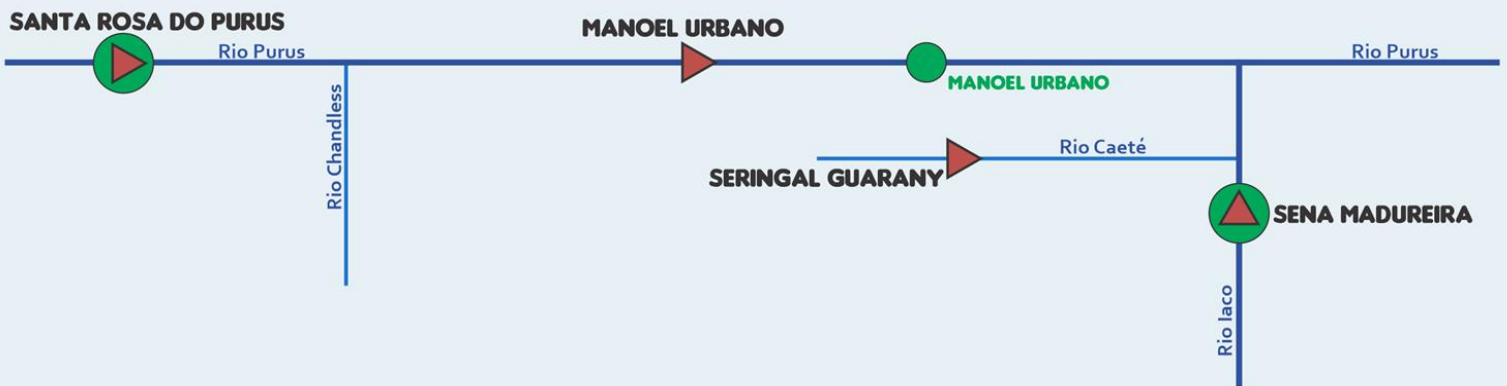 SANTA ROSA DO PURUS
MANOEL URBANO
Rio Purus
Rio Purus
MANOEL URBANO
Rio Chandless
Rio Caeté
SERINGAL GUARANY
SENA MADUREIRA
Rio Iaco